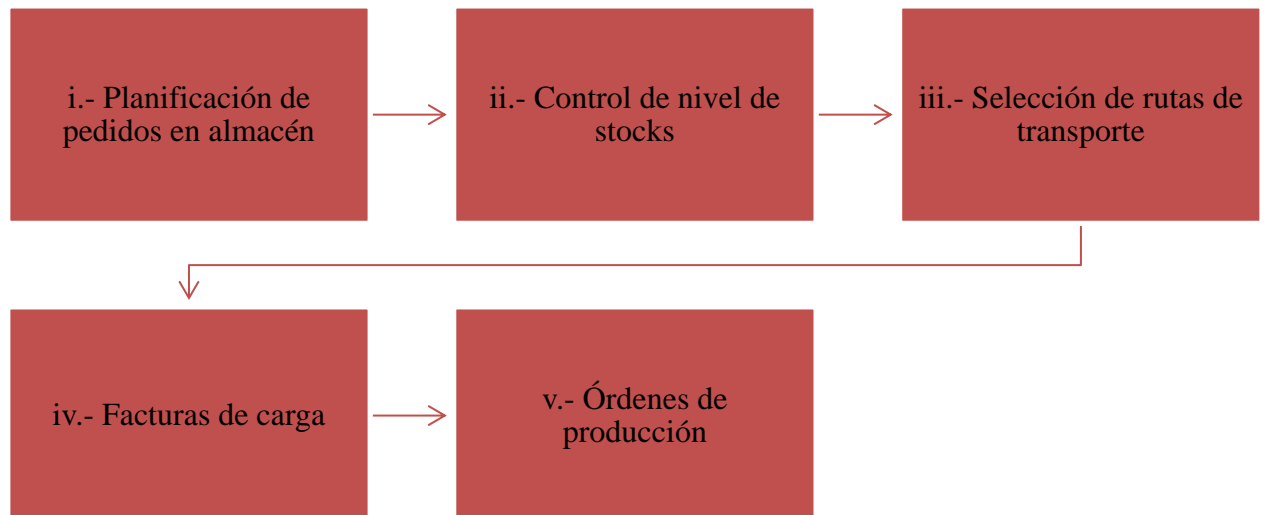 i.- Planificación de
pedidos en almacén
ii.- Control de nivel de
stocks
iii.- Selección de rutas de
transporte
iv.- Facturas de carga
v.- Órdenes de
producción